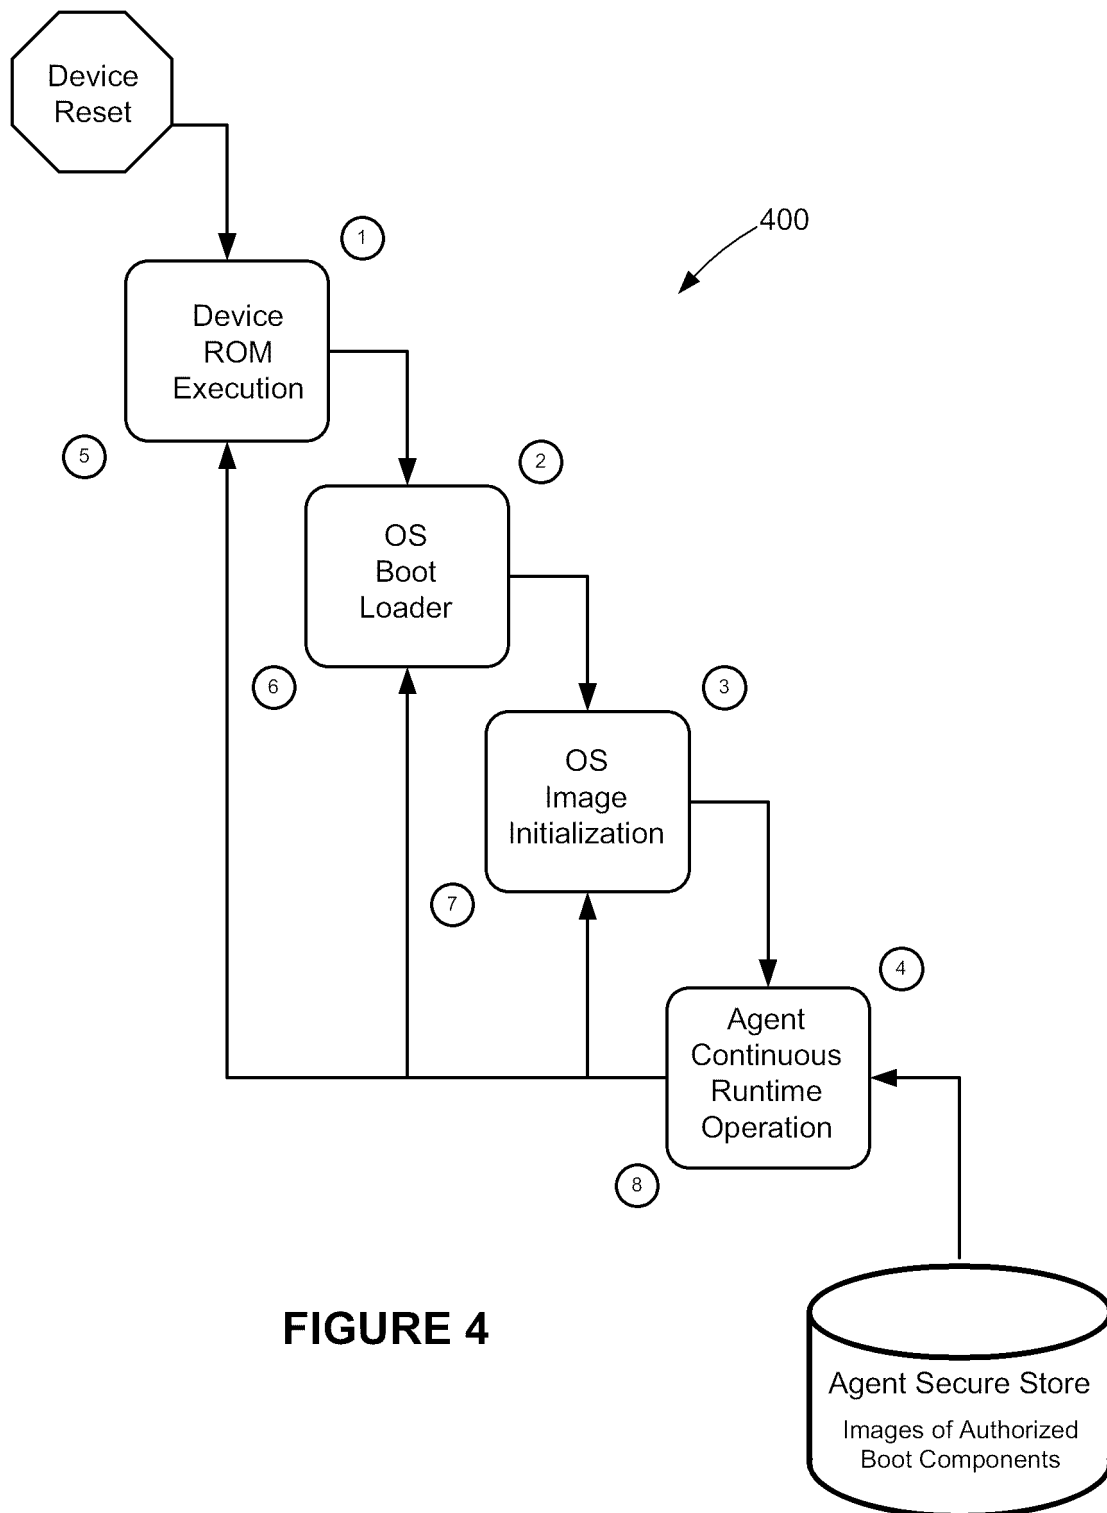 Device
Reset
400
1
Device
ROM
Execution
5
2
OS
Boot
Loader
6
3
OS
Image
Initialization
7
4
Agent
Continuous
Runtime
Operation
8
FIGURE 4
Agent Secure Store
Images of Authorized
Boot Components